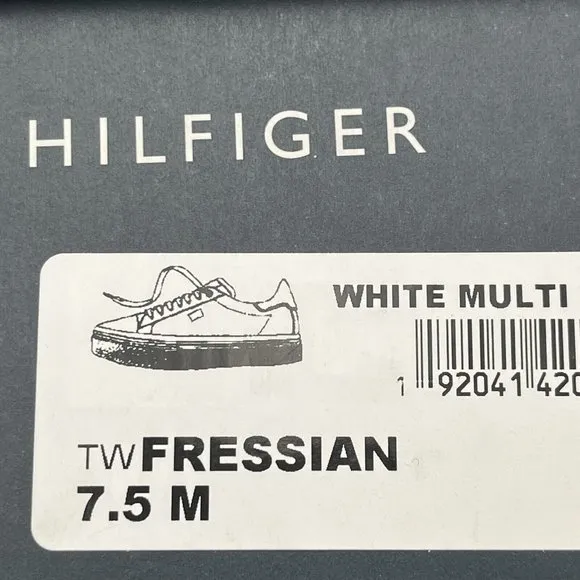 HILFIGER
WHITE MULTI
1 92041 420
TWFRESSIAN
7.5 M